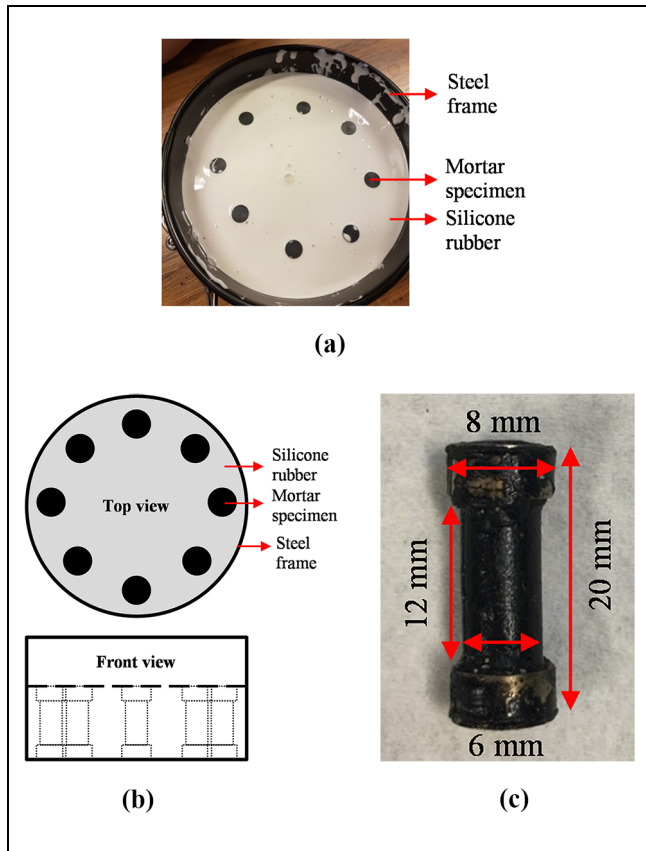 Steel
frame
Mortar
specimen
Silicone
rubber
(a)
Silicone
rubber
Mortar
specimen
Steel
frame
Top view
Front view
(b)
8 mm
12 mm
20 mm
6 mm
(c)